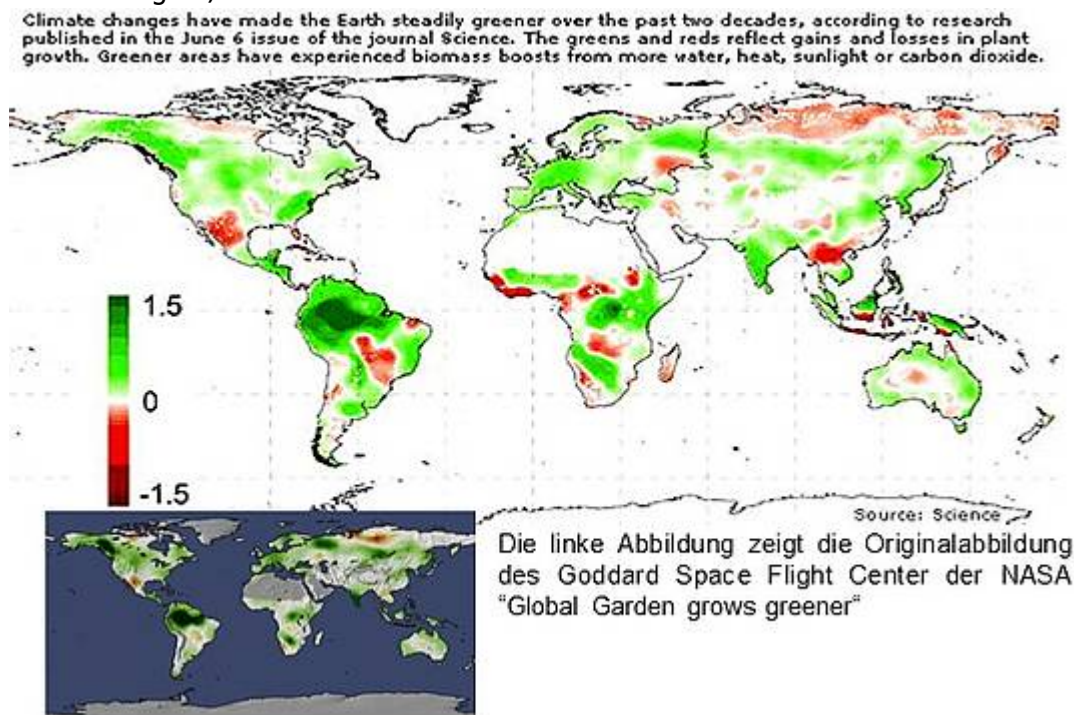 Climate changes have made the Earth steadily greener over the past two decades, according to research
published in the June 6 issue of the journal Science. The greens and reds reflect gains and losses in plant
growth. Greener areas have experienced biomass boosts from more water, heat, sunlight or carbon dioxide.
1.5
0
-1.5
Source: Science
Die linke Abbildung zeigt die Originalabbildung
des Goddard Space Flight Center der NASA
"Global Garden grows greener"